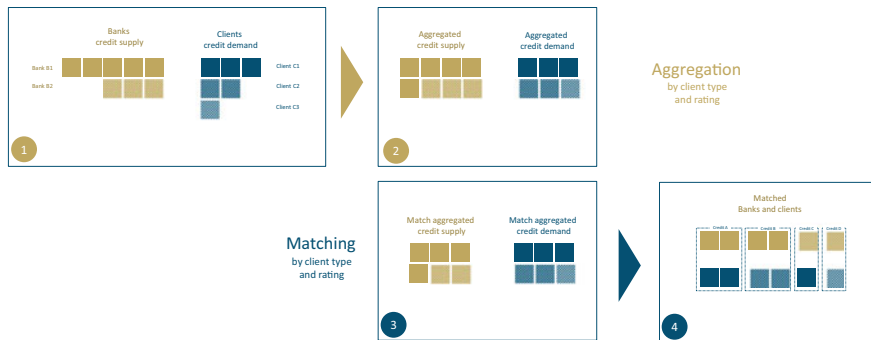 Banks
credit supply
Clients
credit demand
Bank B1
Bank B2
Client C1
Client C2
Client C3
1
Aggregated
credit supply
Aggregated
credit demand
2
Aggregation
by client type
and rating
Matching
by client type
and rating
Match aggregated
credit supply
Match aggregated
credit demand
3
Matched
Banks and clients
Credit A
Credit B
Credit C
Credit D
4